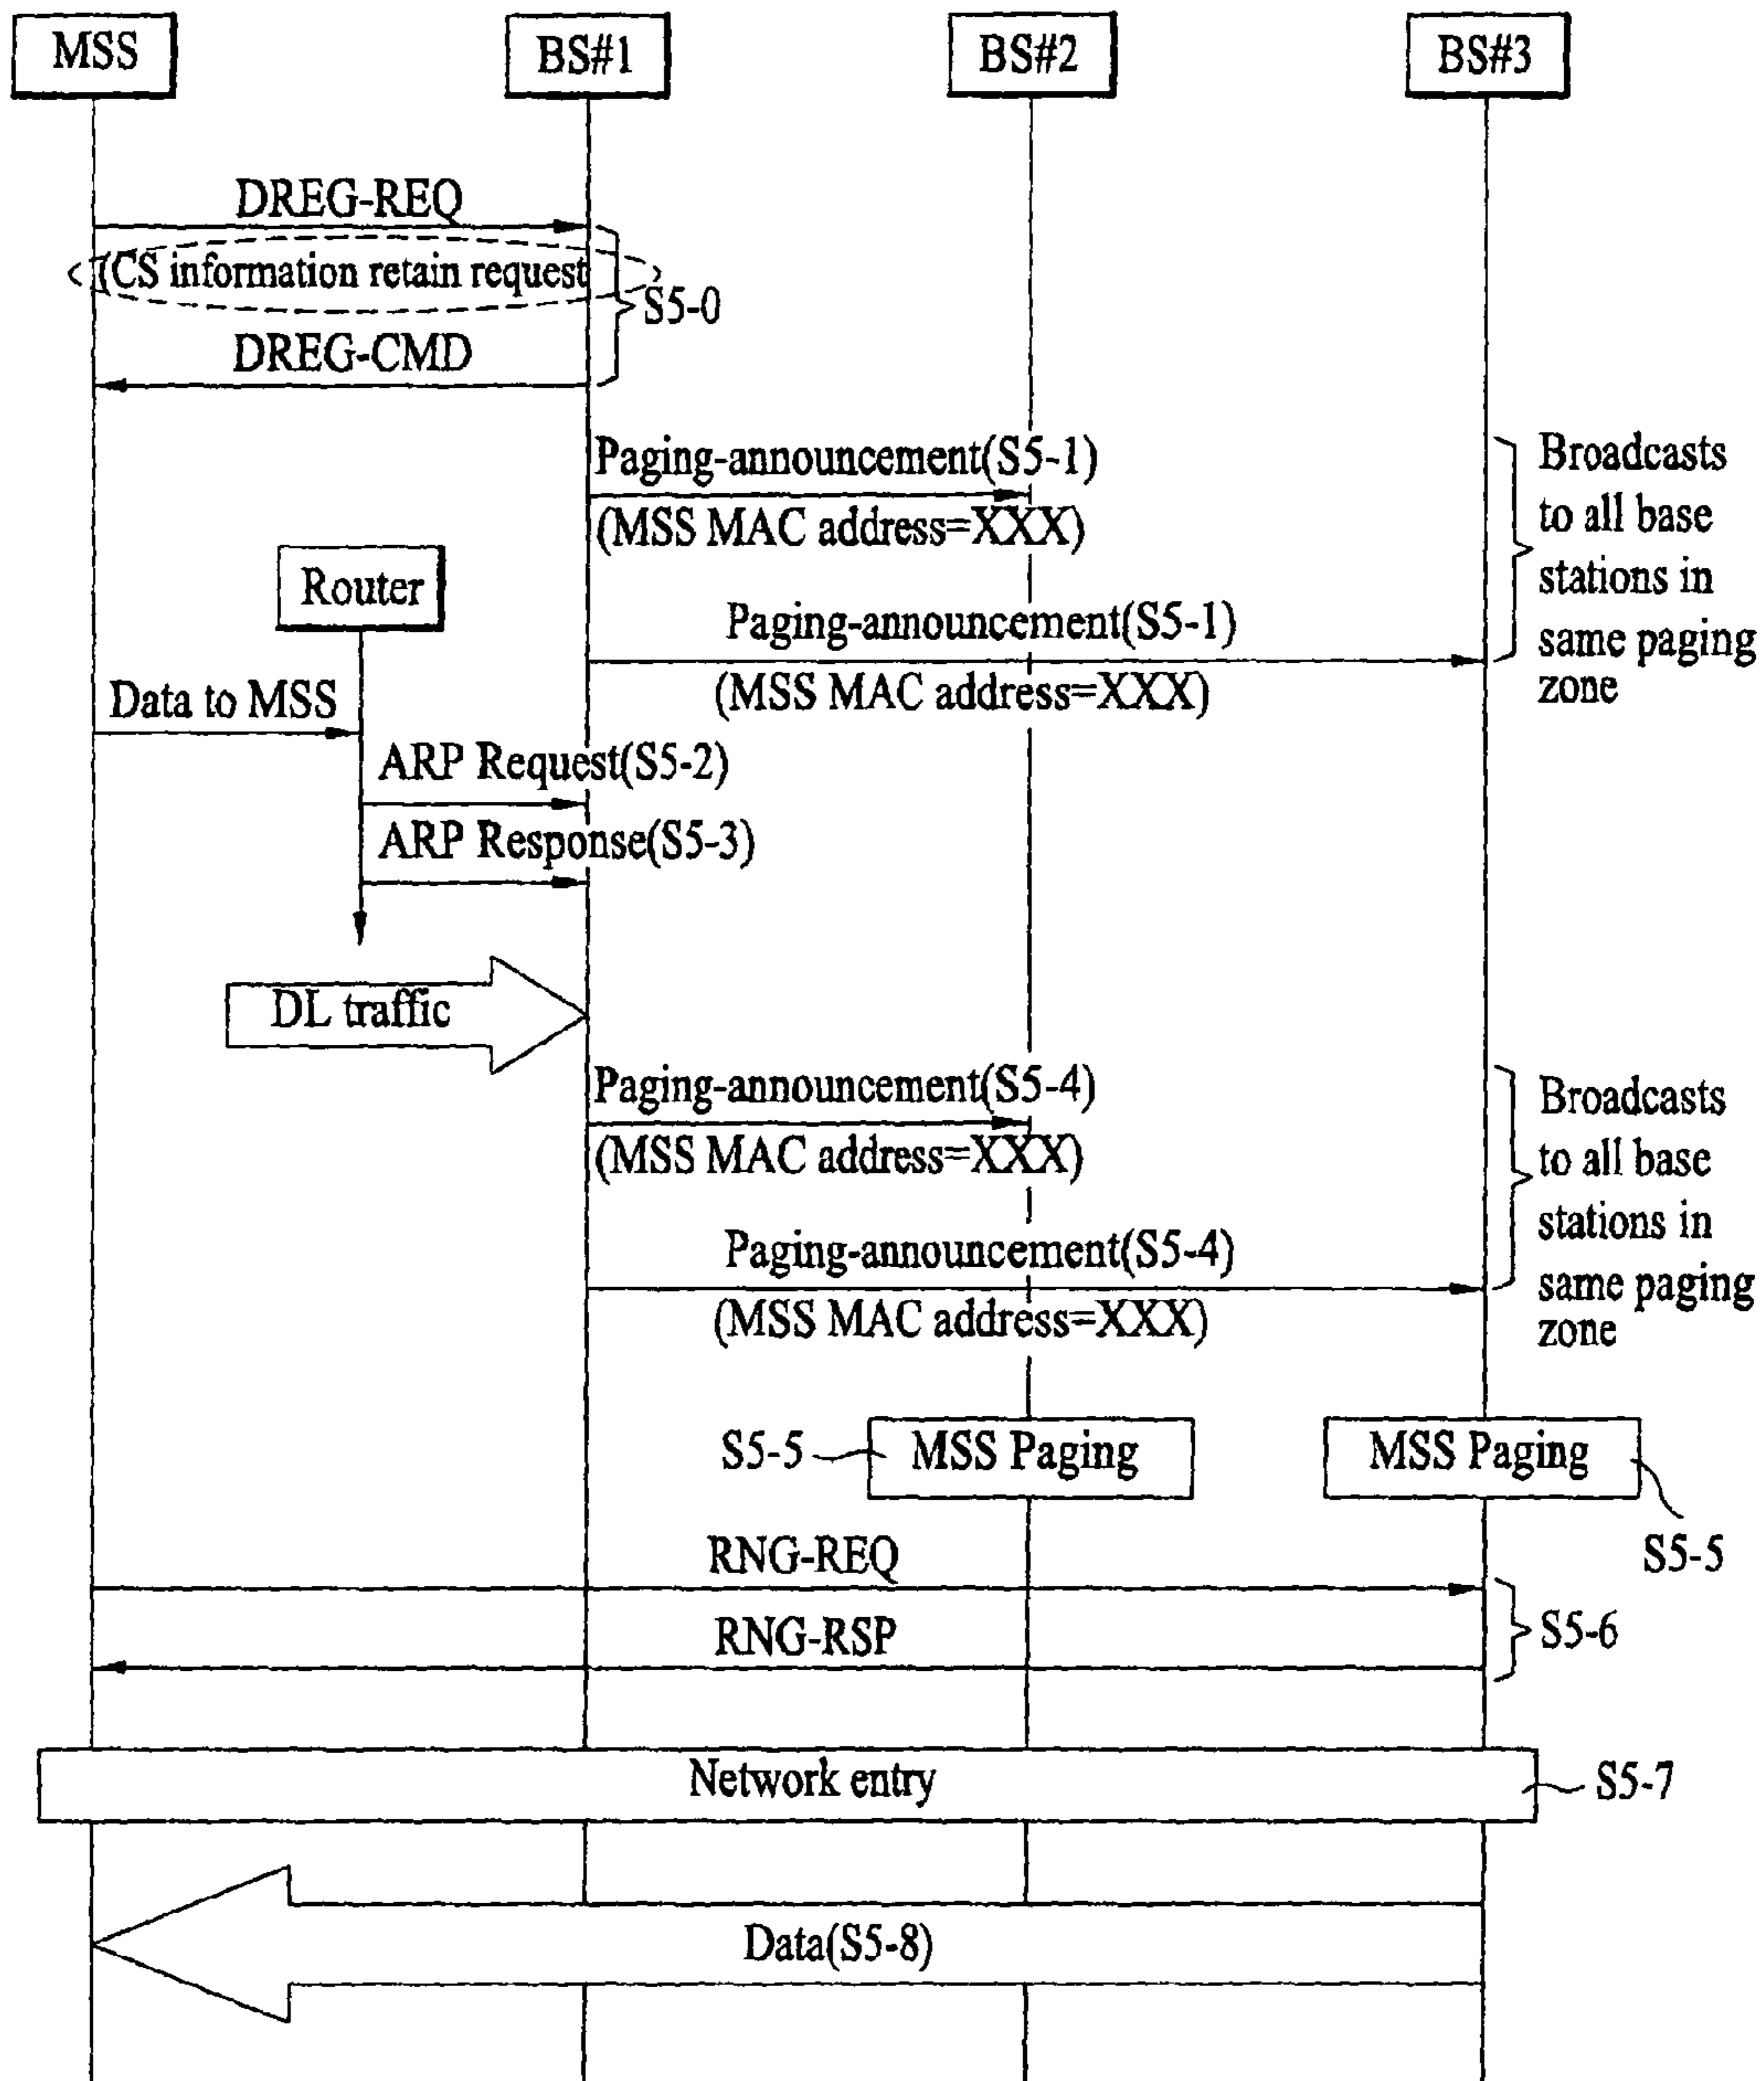 MSS
BS#1
BS#2
BS#3
DREG-REQ
(CS information retain request
S5-0
DREG-CMD
Paging-announcement(S5-1)
(MSS MAC address=XXX)
Broadcasts
to all base
stations in
same paging
zone
Router
Paging-announcement(S5-1)
(MSS MAC address=XXX)
Data to MSS
ARP Request(S5-2)
ARP Response(S5-3)
DL traffic
Paging-announcement(S5-4)
(MSS MAC address=XXX)
Broadcasts
to all base
stations in
same paging
zone
Paging-announcement(S5-4)
(MSS MAC address=XXX)
S5-5
MSS Paging
MSS Paging
S5-5
RNG-REQ
RNG-RSP
S5-6
Network entry
S5-7
Data(S5-8)